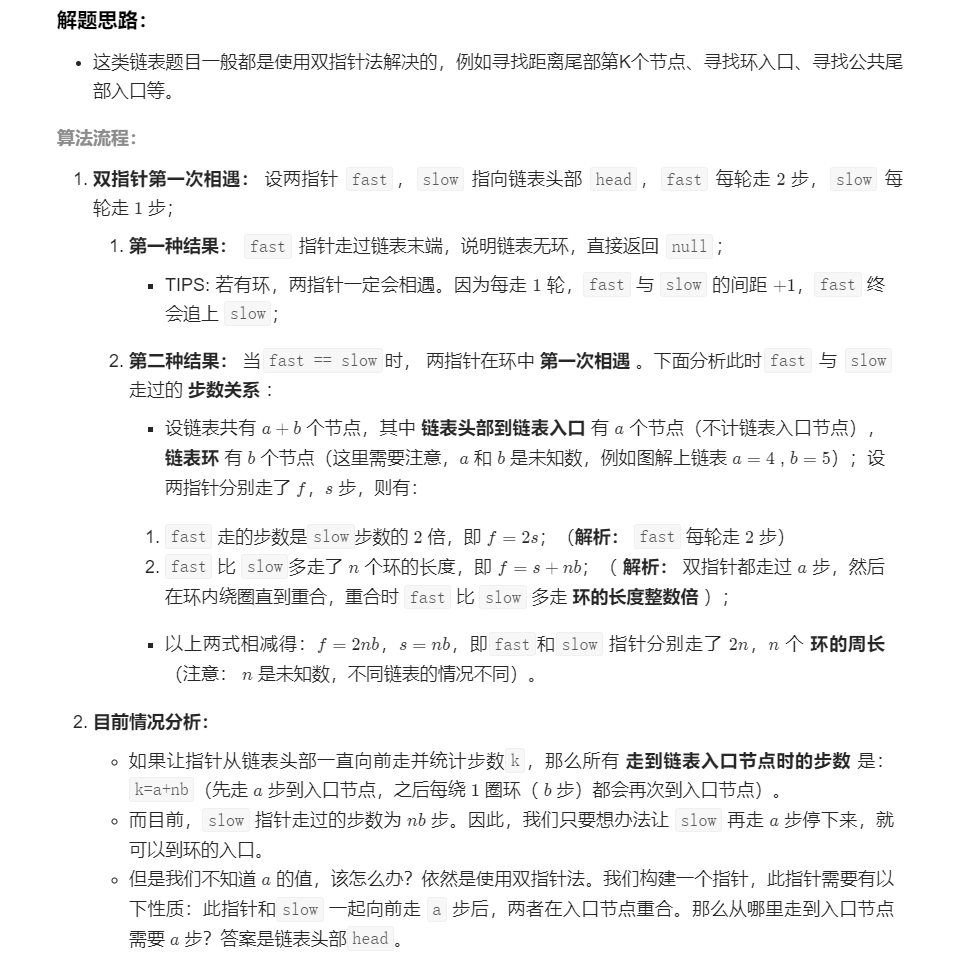 解题思路：
• 这类链表题目一般都是使用双指针法解决的，例如寻找距离尾部第K个节点、寻找环入口、寻找公共尾
部入口等。
算法流程：
1. 双指针第一次相遇： 设两指针 fast ，slow 指向链表头部 head ，fast 每轮走 2 步，slow 每
轮走 1 步；
1. 第一种结果： fast 指针走过链表末端，说明链表无环，直接返回 null ；
▪ TIPS: 若有环，两指针一定会相遇。因为每走 1 轮，fast 与 slow 的间距 +1，fast 终
会追上 slow ；
2. 第二种结果： 当 fast == slow 时， 两指针在环中 第一次相遇 。下面分析此时 fast 与 slow
走过的 步数关系 ：
▪ 设链表共有 a + b 个节点，其中 链表头部到链表入口 有 a 个节点（不计链表入口节点），
链表环 有 b 个节点（这里需要注意，a 和 b 是未知数，例如图解上链表 a = 4 , b = 5）；设
两指针分别走了 f，s 步，则有：
1. fast 走的步数是 slow 步数的 2 倍，即 f = 2s；（解析： fast 每轮走 2 步）
2. fast 比 slow 多走了 n 个环的长度，即 f = s + nb；（ 解析： 双指针都走过 a 步，然后
在环内绕圈直到重合，重合时 fast 比 slow 多走 环的长度整数倍 ）；
▪ 以上两式相减得：f = 2nb，s = nb，即 fast 和 slow 指针分别走了 2n，n 个 环的周长
（注意： n 是未知数，不同链表的情况不同）。
2. 目前情况分析：
◦ 如果让指针从链表头部一直向前走并统计步数 k ，那么所有 走到链表入口节点时的步数 是：
k=a+nb （先走 a 步到入口节点，之后每绕 1 圈环（ b 步）都会再次到入口节点）。
◦ 而目前，slow 指针走过的步数为 nb 步。因此，我们只要想办法让 slow 再走 a 步停下来，就
可以到环的入口。
◦ 但是我们不知道 a 的值，该怎么办？依然是使用双指针法。我们构建一个指针，此指针需要有以
下性质：此指针和 slow 一起向前走 a 步后，两者在入口节点重合。那么从哪里走到入口节点
需要 a 步？答案是链表头部 head 。